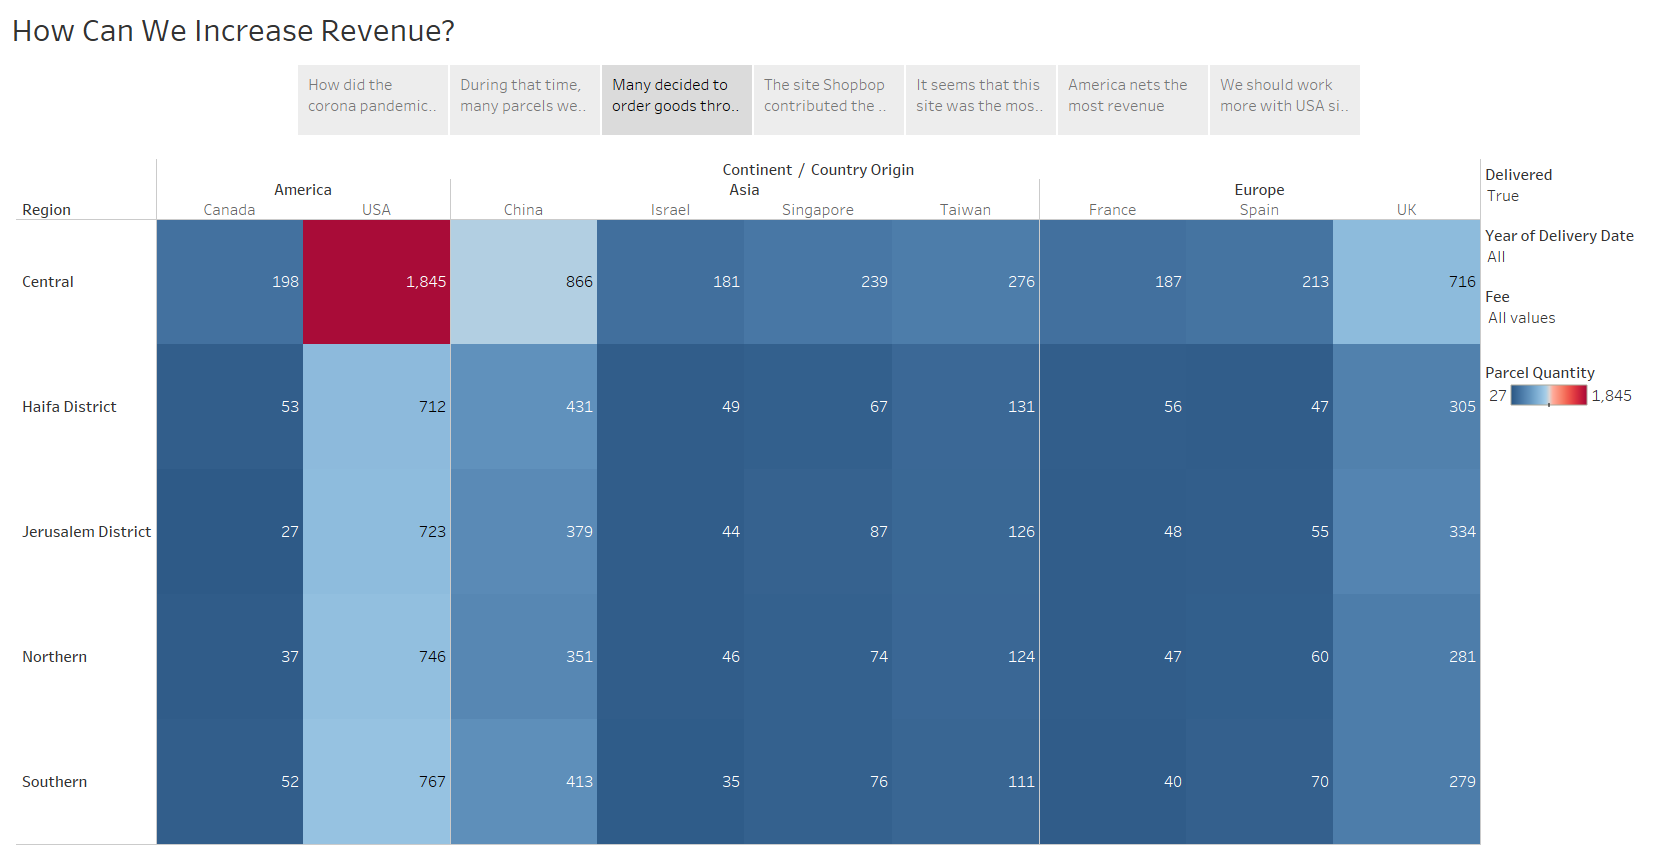 How Can We Increase Revenue?
How did the
corona pandemic..
During that time,
many parcels we..
Many decided to
order goods thro..
The site Shopbop
contributed the ..
It seems that this
site was the mos..
America nets the
most revenue
We should work
more with USA si..
Continent / Country Origin
America Asia Europe
Region Canada USA China Israel Singapore Taiwan France Spain UK
Central 198 1,845 866 181 239 276 187 213 716
Haifa District 53 712 431 49 67 131 56 47 305
Jerusalem District 27 723 379 44 87 126 48 55 334
Northern 37 746 351 46 74 124 47 60 281
Southern 52 767 413 35 76 111 40 70 279
Delivered
True
Year of Delivery Date
All
Fee
All values
Parcel Quantity
27 1,845